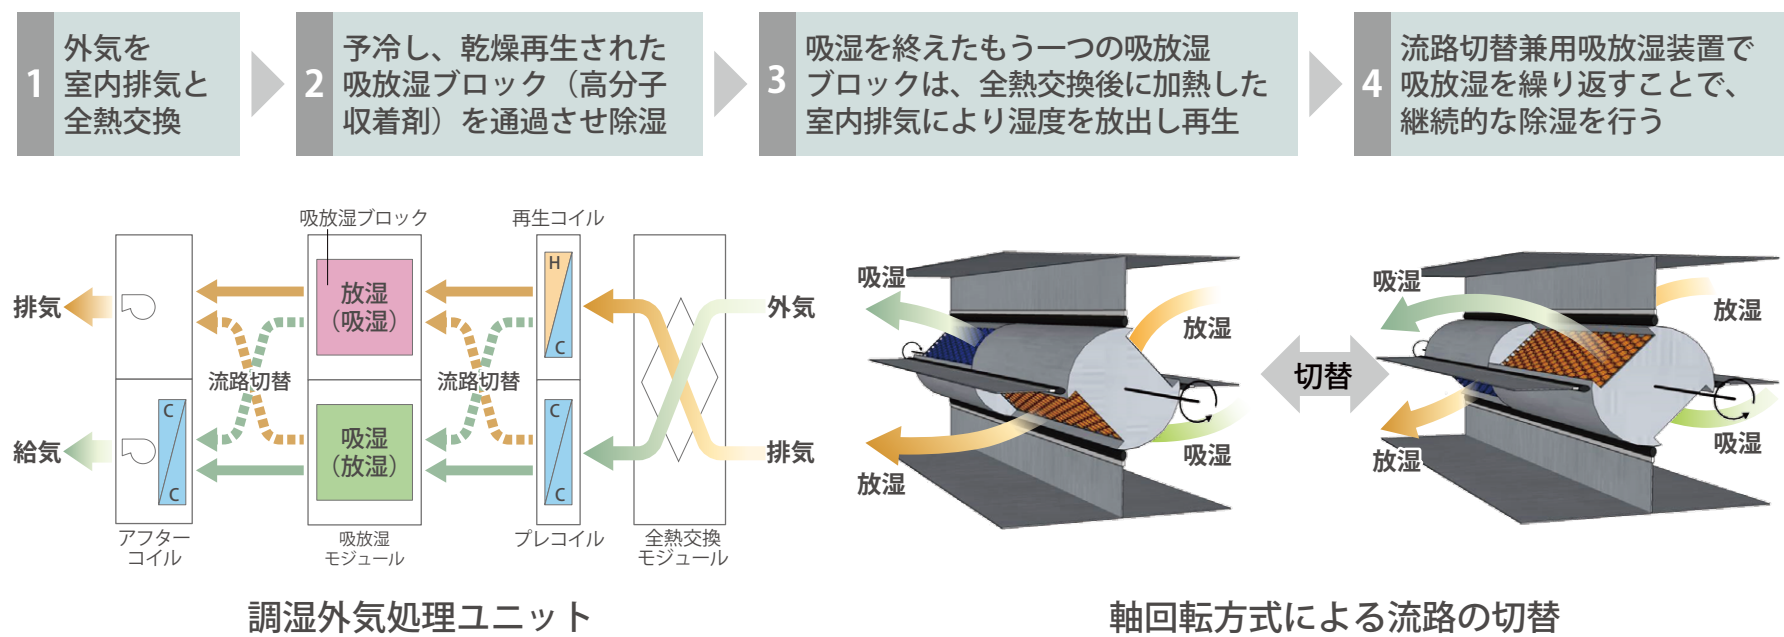 1
外気を
室内排気と
全熱交換
2
予冷し、乾燥再生された
吸放湿ブロック（高分子
収着剤）を通過させ除湿
3
吸湿を終えたもう一つの吸放湿
ブロックは、全熱交換後に加熱した
室内排気により湿度を放出し再生
4
流路切替兼用吸放湿装置で
吸放湿を繰り返すことで、
継続的な除湿を行う
吸放湿ブロック
再生コイル
排気
放湿
（吸湿）
H
C
外気
流路切替
流路切替
給気
C
C
吸湿
（放湿）
C
C
排気
アフター
コイル
吸放湿
モジュール
プレコイル
全熱交換
モジュール
調湿外気処理ユニット
吸湿
放湿
放湿
吸湿
切替
吸湿
放湿
放湿
吸湿
軸回転方式による流路の切替